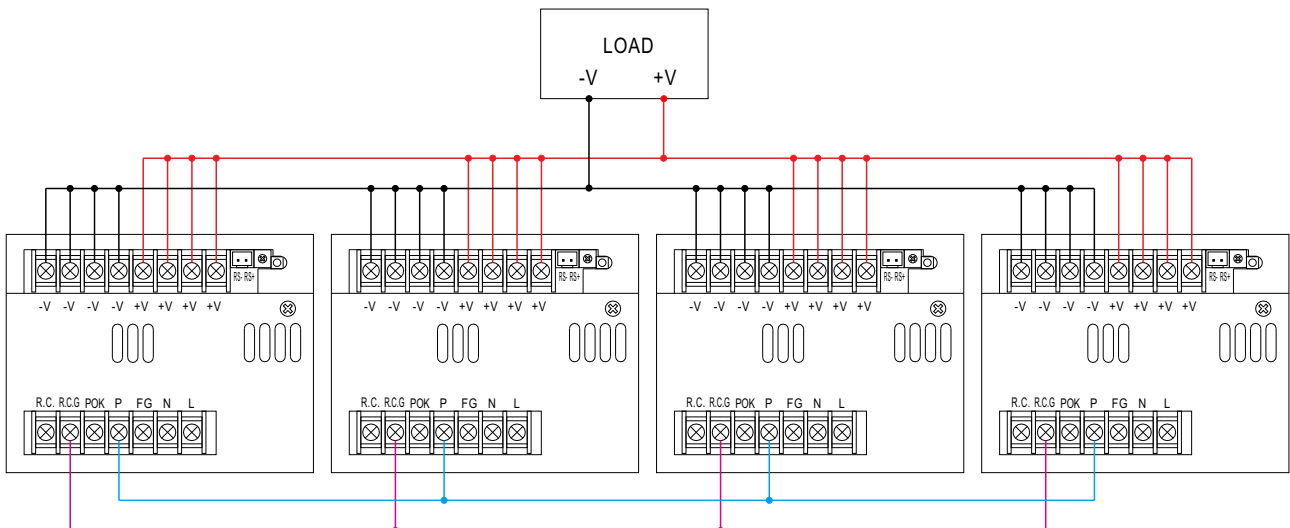 LOAD
-V +V
RS- RS+ RS- RS+ RS- RS+ RS- RS+
-V -V -V -V +V +V +V +V -V -V -V -V +V +V +V +V -V -V -V -V +V +V +V +V -V -V -V -V +V +V +V +V
R.C. R.C.G POK P FG N L R.C. R.C.G POK P FG N L R.C. R.C.G POK P FG N L R.C. R.C.G POK P FG N L